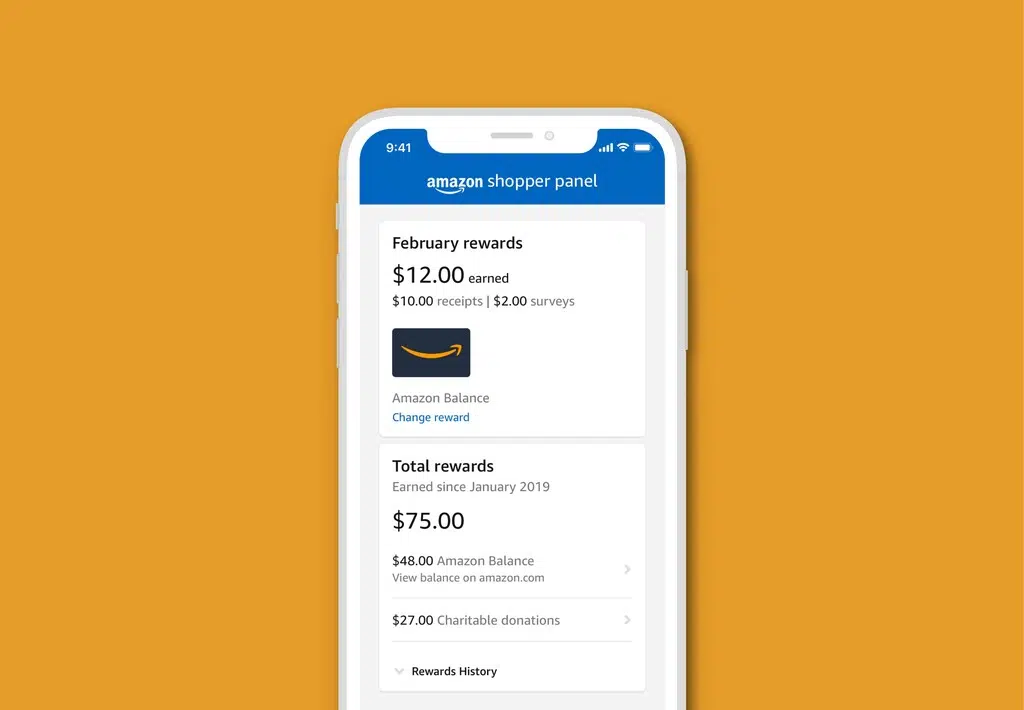 9:41
amazon shopper panel
February rewards
$12.00 earned
$10.00 receipts | $2.00 surveys
Amazon Balance
Change reward
Total rewards
Earned since January 2019
$75.00
$48.00 Amazon Balance
View balance on amazon.com
$27.00 Charitable donations
Rewards History